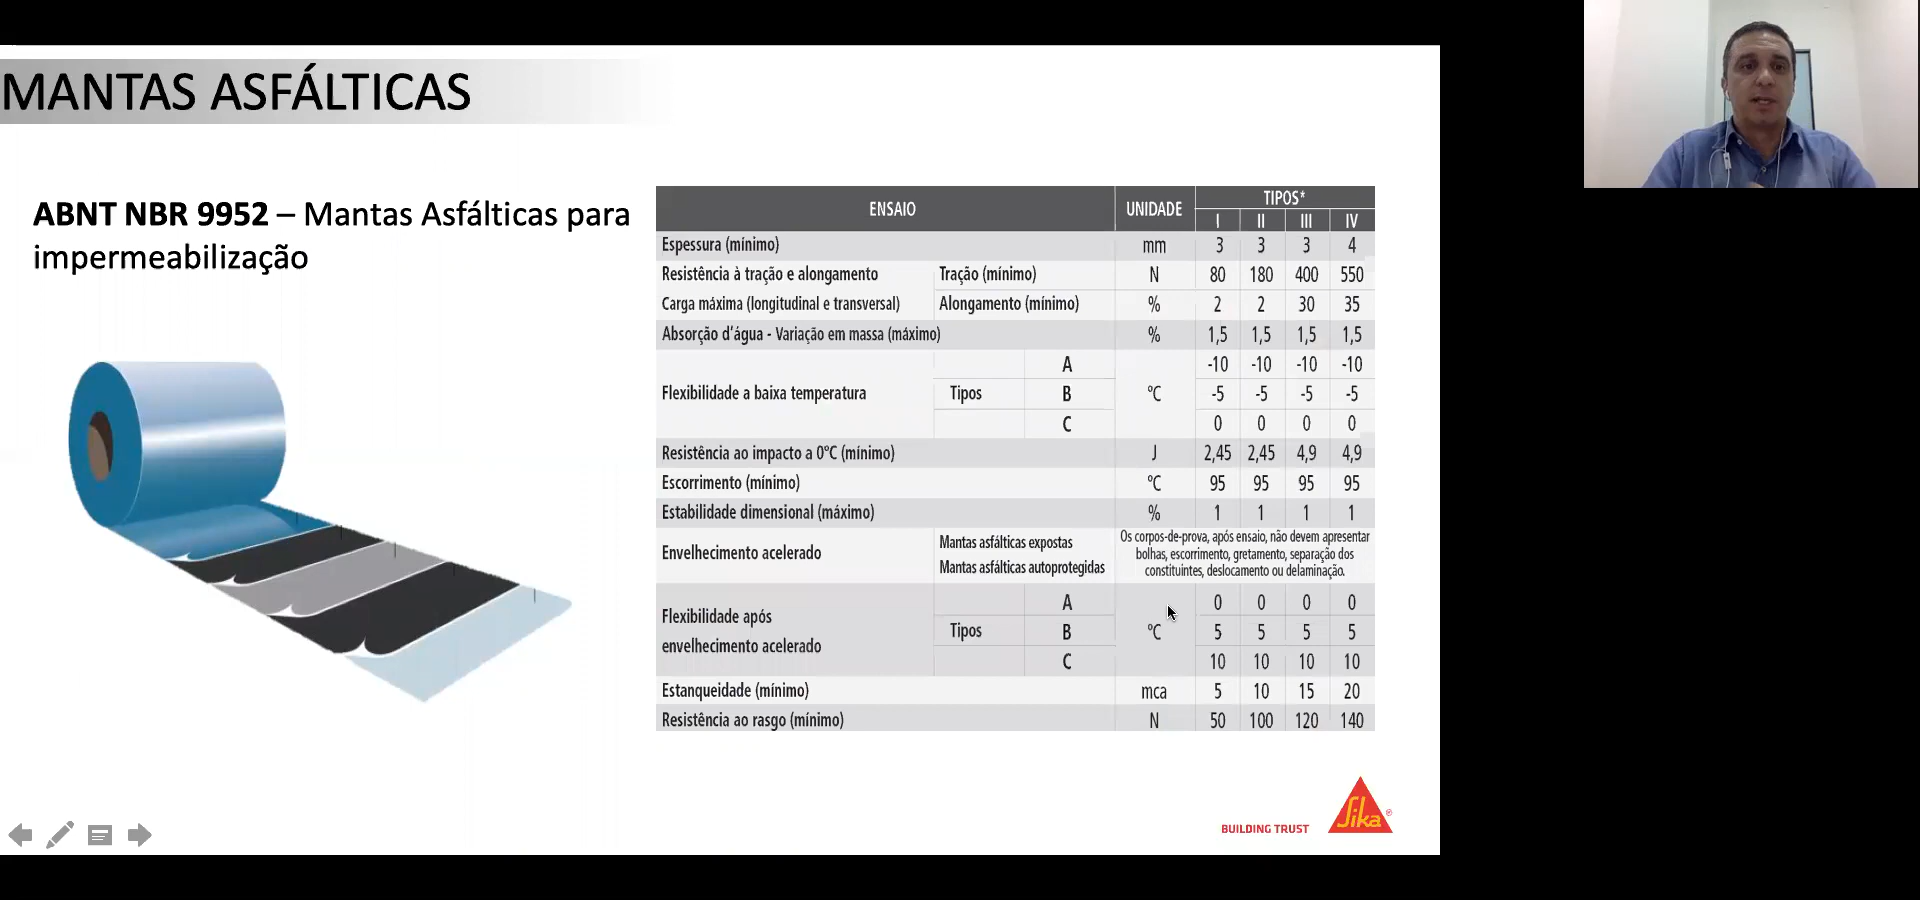 MANTAS ASFÁLTICAS
ABNT NBR 9952 – Mantas Asfálticas para
impermeabilização
ENSAIO UNIDADE TIPOS*
I II III IV
Espessura (mínimo) mm 3 3 3 4
Resistência à tração e alongamento Tração (mínimo) N 80 180 400 550
Carga máxima (longitudinal e transversal) Alongamento (mínimo) % 2 2 30 35
Absorção d'água - Variação em massa (máximo) % 1,5 1,5 1,5 1,5
A -10 -10 -10 -10
Flexibilidade a baixa temperatura Tipos B °C -5 -5 -5 -5
C 0 0 0 0
Resistência ao impacto a 0°C (mínimo) J 2,45 2,45 4,9 4,9
Escorrimento (mínimo) °C 95 95 95 95
Estabilidade dimensional (máximo) % 1 1 1 1
Envelhecimento acelerado
Mantas asfálticas expostas
Mantas asfálticas autoprotegidas
Os corpos-de-prova, após ensaio, não devem apresentar
bolhas, escorrimento, gretamento, separação dos
constituintes, deslocamento ou delaminação.
Flexibilidade após
envelhecimento acelerado
Tipos
A 0 0 0 0
B °C 5 5 5 5
C 10 10 10 10
Estanqueidade (mínimo) mca 5 10 15 20
Resistência ao rasgo (mínimo) N 50 100 120 140
BUILDING TRUST
Sika®